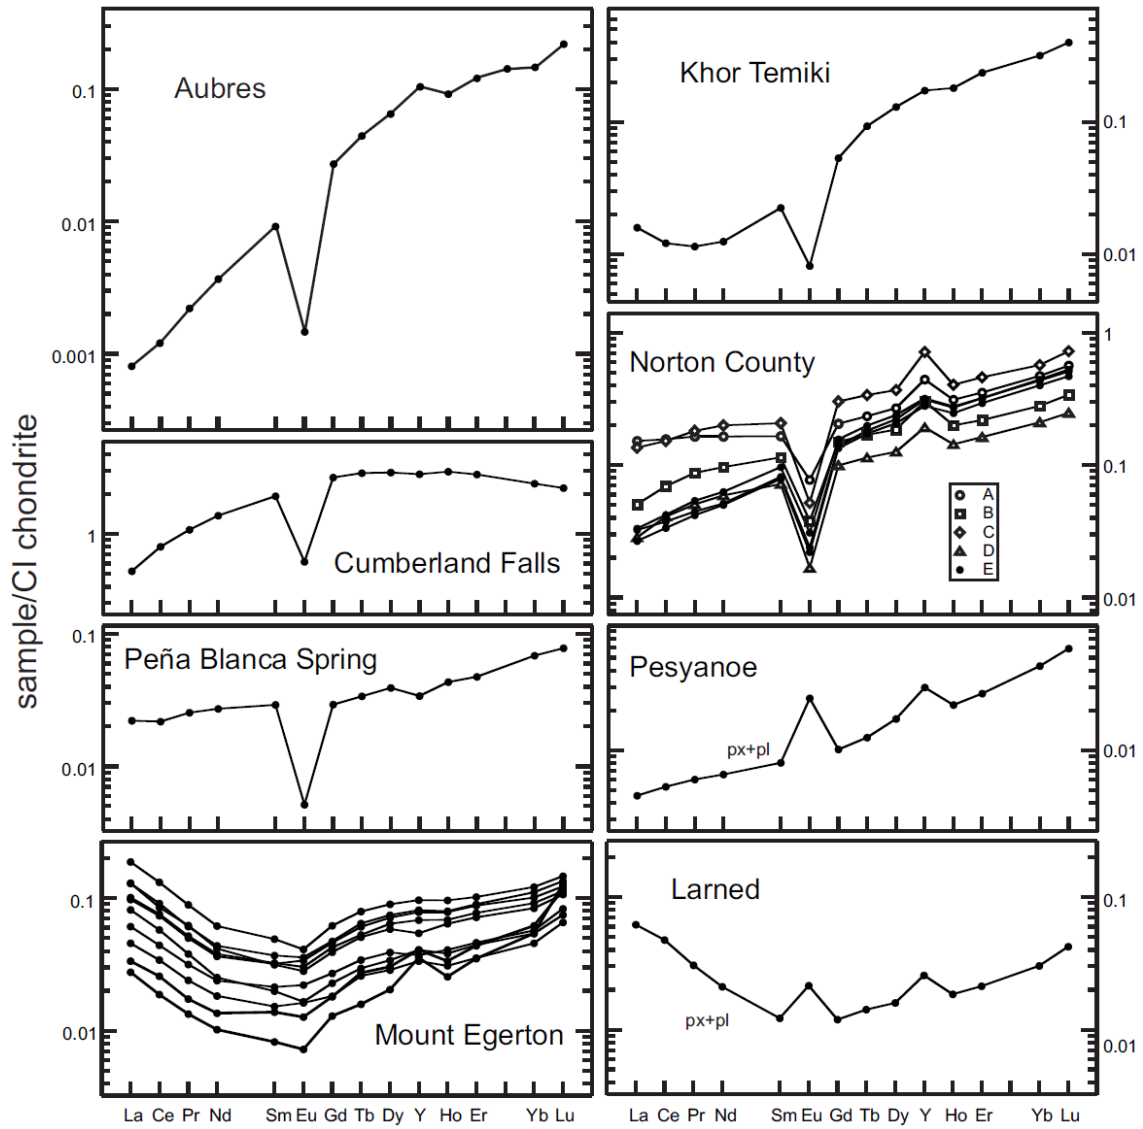 sample/CI chondrite
Aubres
0.1
0.01
0.001
Khor Temiki
0.1
0.01
Norton County
1
0.1
0.01
A
B
C
D
E
Cumberland Falls
1
Peña Blanca Spring
0.1
0.01
Pesyanoe
px+pl
0.01
Mount Egerton
0.1
0.01
Larned
px+pl
0.1
0.01
La Ce Pr Nd Sm Eu Gd Tb Dy Y Ho Er Yb Lu
La Ce Pr Nd Sm Eu Gd Tb Dy Y Ho Er Yb Lu